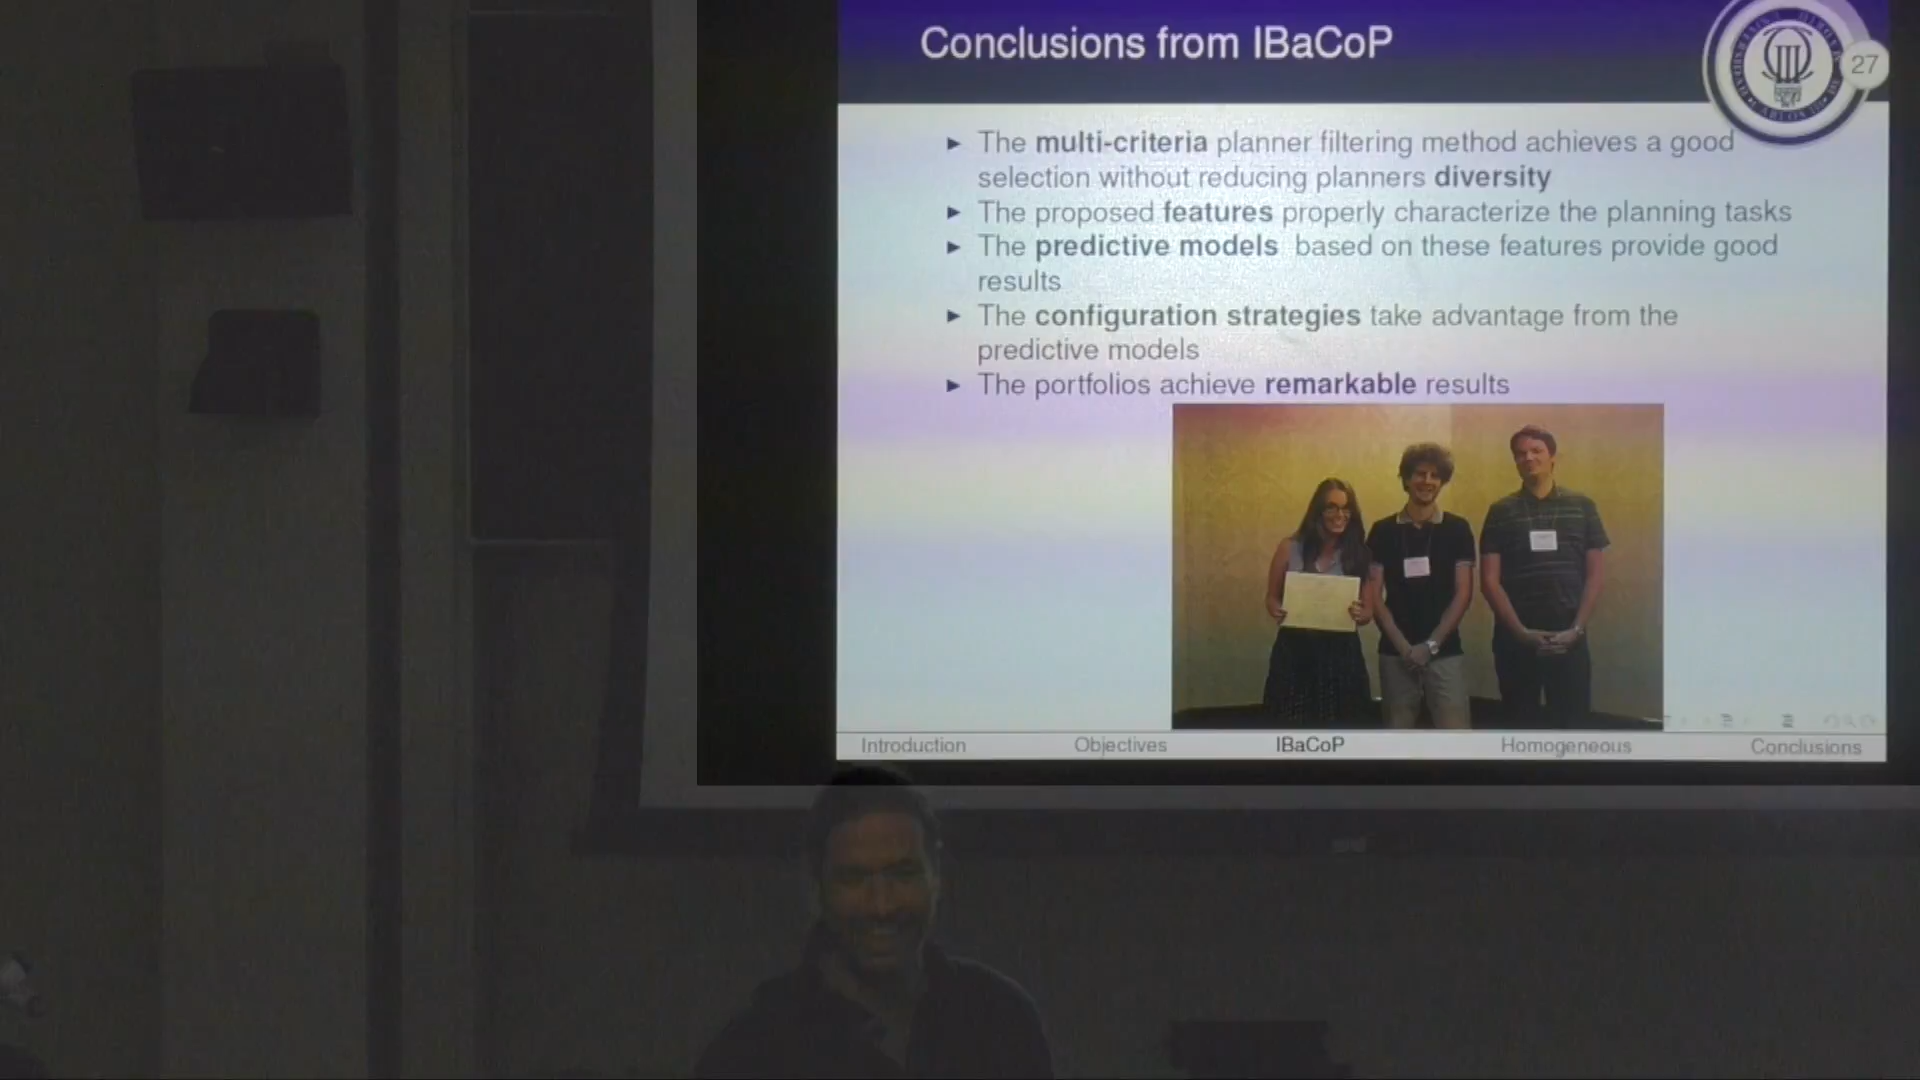 Conclusions from IBaCoP
27
► The multi-criteria planner filtering method achieves a good
selection without reducing planners diversity
► The proposed features properly characterize the planning tasks
► The predictive models based on these features provide good
results
► The configuration strategies take advantage from the
predictive models
► The portfolios achieve remarkable results
Introduction Objectives IBaCoP Homogeneous Conclusions